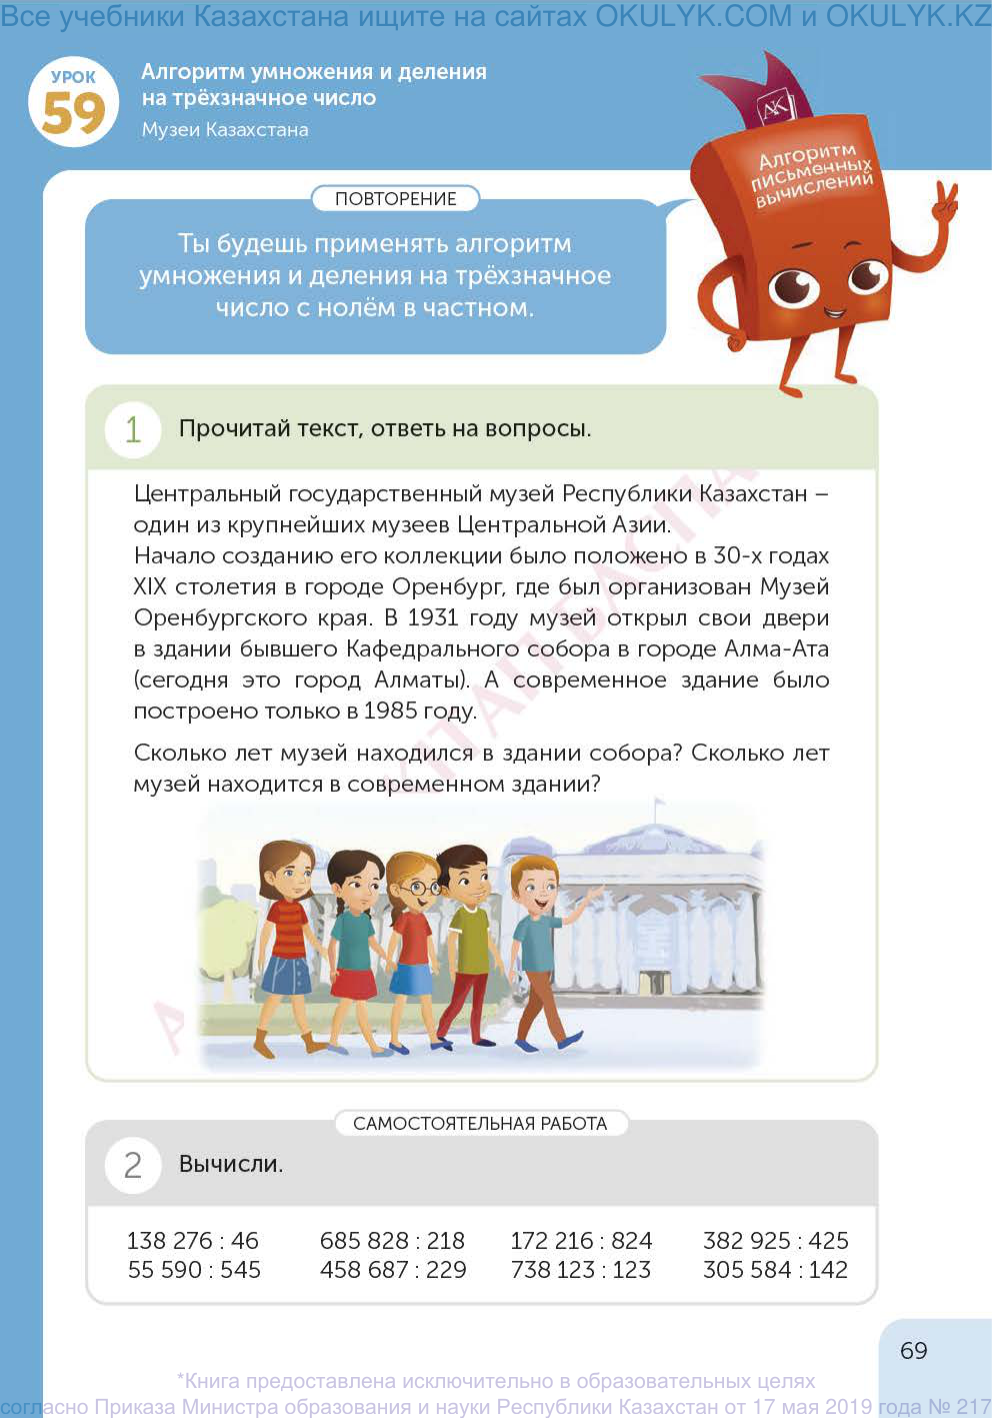 Все учебники Казахстана ищите на сайтах OKULYK.COM и OKULYK.KZ
УРОК
59
Алгоритм умножения и деления
на трёхзначное число
Музеи Казахстана
АК
Алгоритм
письменных
вычислений
ПОВТОРЕНИЕ
Ты будешь применять алгоритм
умножения и деления на трёхзначное
число с нолём в частном.
1
Прочитай текст, ответь на вопросы.
Центральный государственный музей Республики Казахстан –
один из крупнейших музеев Центральной Азии.
Начало созданию его коллекции было положено в 30-х годах
XIX столетия в городе Оренбург, где был организован Музей
Оренбургского края. В 1931 году музей открыл свои двери
в здании бывшего Кафедрального собора в городе Алма-Ата
(сегодня это город Алматы). А современное здание было
построено только в 1985 году.
Сколько лет музей находился в здании собора? Сколько лет
музей находится в современном здании?
САМОСТОЯТЕЛЬНАЯ РАБОТА
2
Вычисли.
138 276 : 46 685 828 : 218 172 216 : 824 382 925 : 425
55 590 : 545 458 687 : 229 738 123 : 123 305 584 : 142
69
*Книга предоставлена исключительно в образовательных целях
согласно Приказа Министра образования и науки Республики Казахстан от 17 мая 2019 года № 217